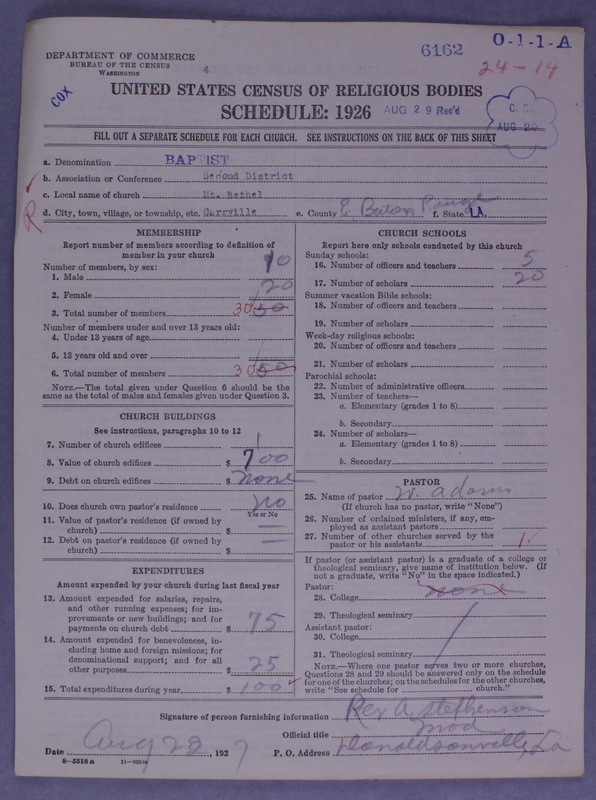 6162
O-1-1-A
24-14
DEPARTMENT OF COMMERCE
BUREAU OF THE CENSUS
WASHINGTON
4
COX
UNITED STATES CENSUS OF RELIGIOUS BODIES
SCHEDULE: 1926
AUG 29 Rec'd
C. C.
AUG 29
FILL OUT A SEPARATE SCHEDULE FOR EACH CHURCH. SEE INSTRUCTIONS ON THE BACK OF THIS SHEET
a. Denomination BAPTIST
b. Association or Conference Second District
c. Local name of church Mt. Bethel
R
d. City, town, village, or township, etc. Carrville e. County E. Baton Rouge f. State LA.
MEMBERSHIP
Report number of members according to definition of
member in your church
Number of members, by sex:
1. Male 10
2. Female 20
3. Total number of members 30
Number of members under and over 13 years old:
4. Under 13 years of age
5. 13 years old and over
6. Total number of members 30
NOTE.—The total given under Question 6 should be the
same as the total of males and females given under Question 3.
CHURCH BUILDINGS
See instructions, paragraphs 10 to 12
7. Number of church edifices 1
8. Value of church edifices $ 700
9. Debt on church edifices $ none
10. Does church own pastor's residence no
Yes or No
11. Value of pastor's residence (if owned by
church) $ —
12. Debt on pastor's residence (if owned by
church) $ —
EXPENDITURES
Amount expended by church during last fiscal year
13. Amount expended for salaries, repairs,
and other running expenses; for im-
provements or new buildings; and for
payments on church debt $ 75
14. Amount expended for benevolences, in-
cluding home and foreign missions; for
denominational support; and for all
other purposes $ 25
15. Total expenditures during year $ 100
CHURCH SCHOOLS
Report here only schools conducted by this church
Sunday schools:
16. Number of officers and teachers 5
17. Number of scholars 20
Summer vacation Bible schools:
18. Number of officers and teachers
19. Number of scholars
Week-day religious schools:
20. Number of officers and teachers
21. Number of scholars
Parochial schools:
22. Number of administrative officers
23. Number of teachers—
a. Elementary (grades 1 to 8)
b. Secondary
24. Number of scholars—
a. Elementary (grades 1 to 8)
b. Secondary
PASTOR
25. Name of pastor W. Adams
(If church has no pastor, write "None")
26. Number of ordained ministers, if any, em-
ployed as assistant pastors
27. Number of other churches served by the
pastor or his assistants 1
If pastor (or assistant pastor) is a graduate of a college or
theological seminary, give name of institution below. (If
not a graduate, write "No" in the space indicated.)
Pastor:
28. College none
29. Theological seminary
Assistant pastor:
30. College
31. Theological seminary
NOTE.—Where one pastor serves two or more churches,
Questions 28 and 29 should be answered only on the schedule
for one of the churches; on the schedules for the other churches,
write "See schedule for church."
Signature of person furnishing information Rev A. Stephenson
Official title Mod
Date Aug 22, 1927 P. O. Address Donaldsonville, La
8—5518 a